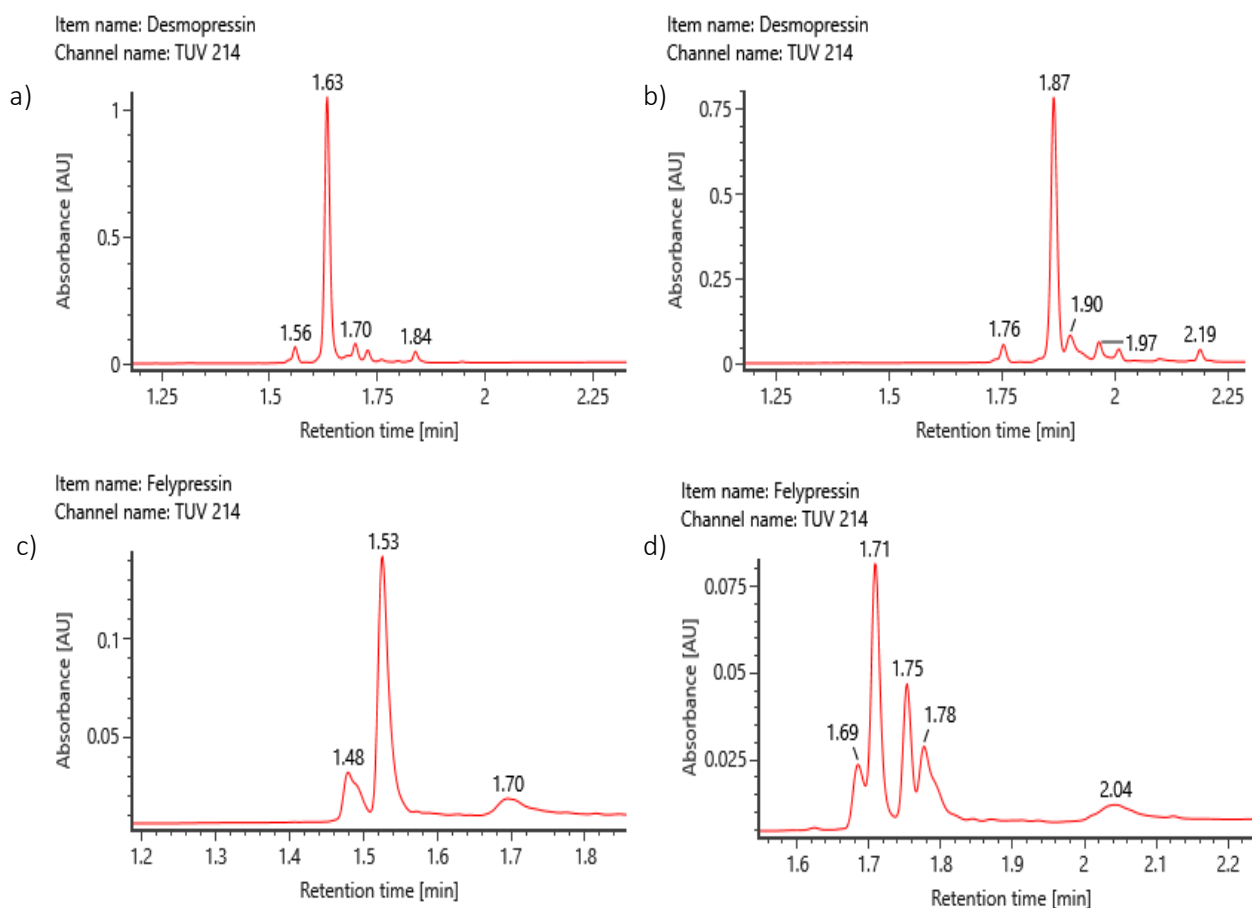 Item name: Desmopressin
Channel name: TUV 214
a)
Absorbance [AU]
1
0.5
0
1.63
1.56
1.70
1.84
1.25
1.5
1.75
2
2.25
Retention time [min]
Item name: Desmopressin
Channel name: TUV 214
b)
Absorbance [AU]
0.75
0.5
0.25
0
1.87
1.76
1.90
1.97
2.19
1.25
1.75
2
2.25
Retention time [min]
Item name: Felypressin
Channel name: TUV 214
c)
Absorbance [AU]
0.1
0.05
1.53
1.48
1.70
1.2
1.3
1.4
1.5
1.6
1.7
1.8
Retention time [min]
Item name: Felypressin
Channel name: TUV 214
d)
Absorbance [AU]
0.075
0.05
0.025
1.71
1.75
1.69
1.78
2.04
1.6
1.7
1.8
1.9
2
2.1
2.2
Retention time [min]